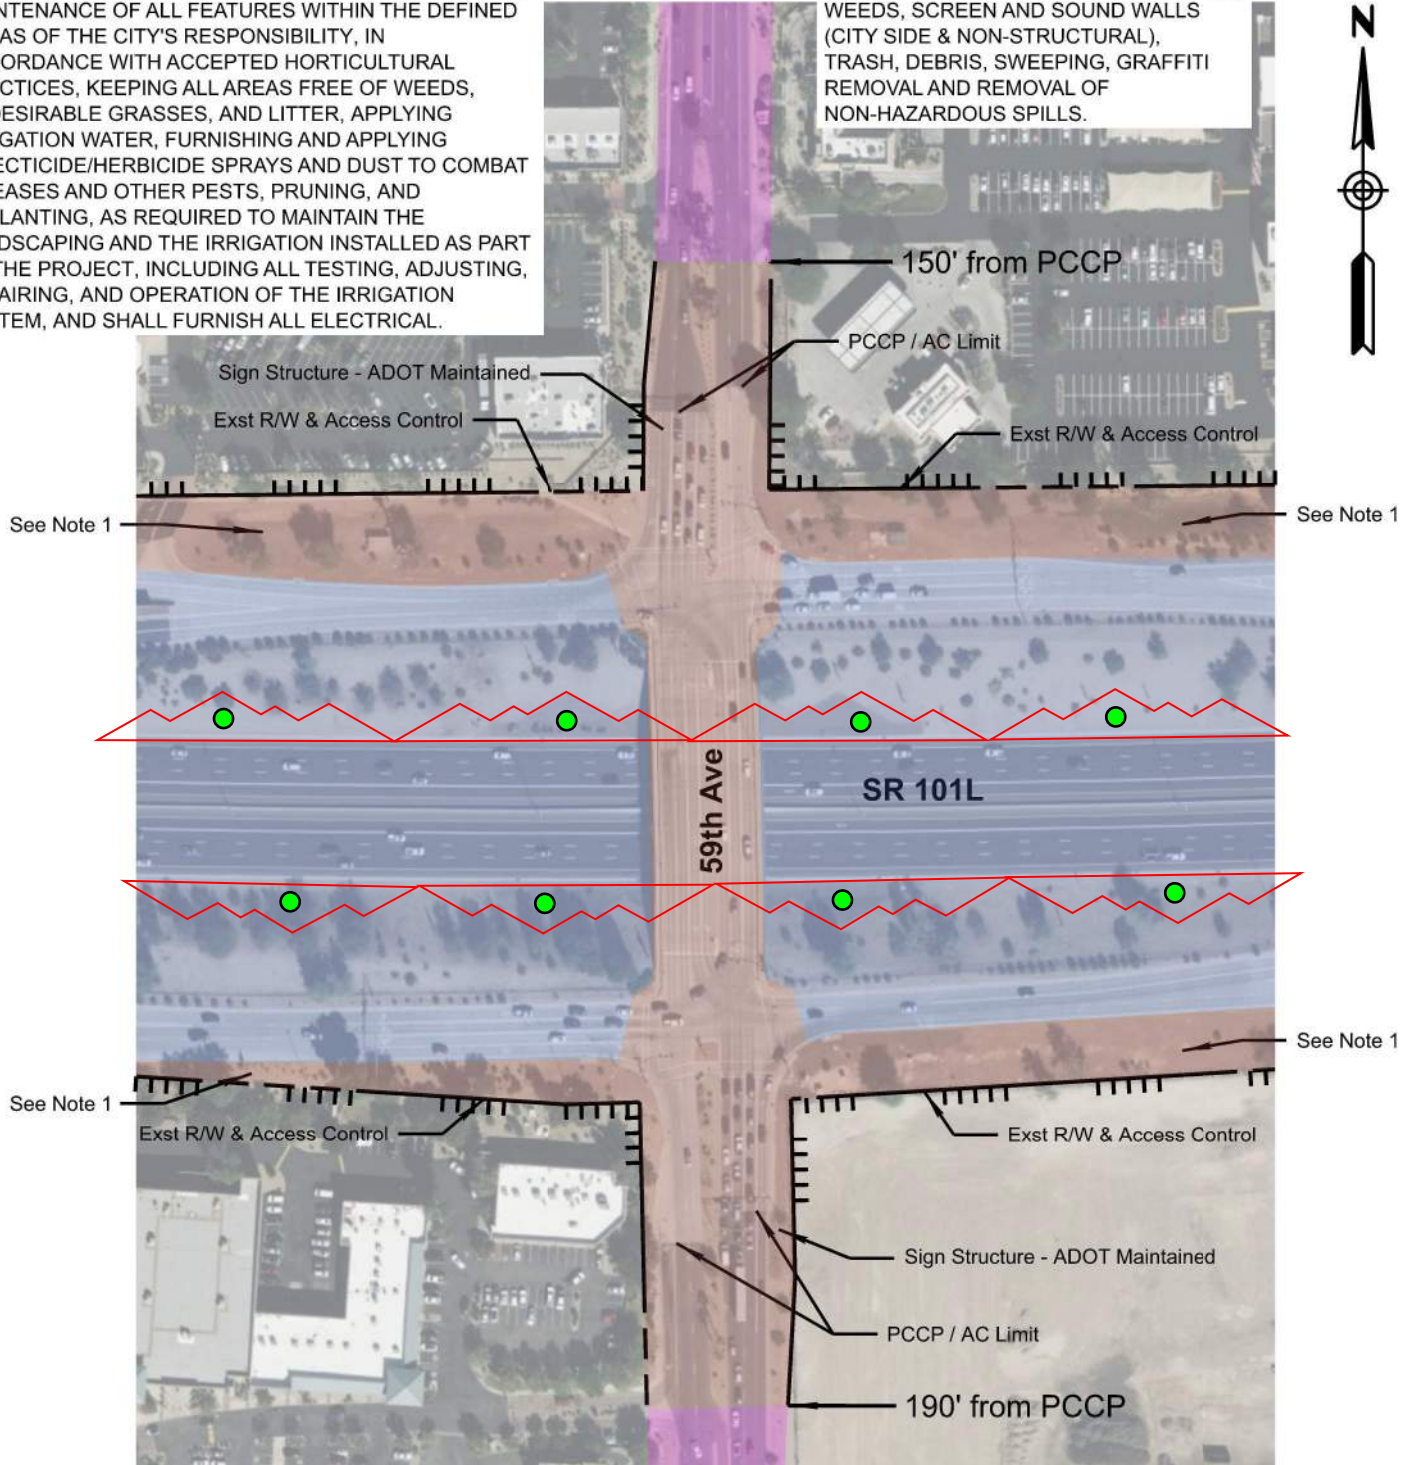 NTENANCE OF ALL FEATURES WITHIN THE DEFINED
AS OF THE CITY'S RESPONSIBILITY, IN
ORDANCE WITH ACCEPTED HORTICULTURAL
CTICES, KEEPING ALL AREAS FREE OF WEEDS,
DESIRABLE GRASSES, AND LITTER, APPLYING
IGATION WATER, FURNISHING AND APPLYING
ECTICIDE/HERBICIDE SPRAYS AND DUST TO COMBAT
EASES AND OTHER PESTS, PRUNING, AND
LANTING, AS REQUIRED TO MAINTAIN THE
DSCAPING AND THE IRRIGATION INSTALLED AS PART
THE PROJECT, INCLUDING ALL TESTING, ADJUSTING,
AIRING, AND OPERATION OF THE IRRIGATION
TEM, AND SHALL FURNISH ALL ELECTRICAL.
WEEDS, SCREEN AND SOUND WALLS
(CITY SIDE & NON-STRUCTURAL),
TRASH, DEBRIS, SWEEPING, GRAFFITI
REMOVAL AND REMOVAL OF
NON-HAZARDOUS SPILLS.
N
150' from PCCP
PCCP / AC Limit
Sign Structure - ADOT Maintained
Exst R/W & Access Control
Exst R/W & Access Control
See Note 1
See Note 1
59th Ave
SR 101L
See Note 1
See Note 1
Exst R/W & Access Control
Exst R/W & Access Control
Sign Structure - ADOT Maintained
PCCP / AC Limit
190' from PCCP